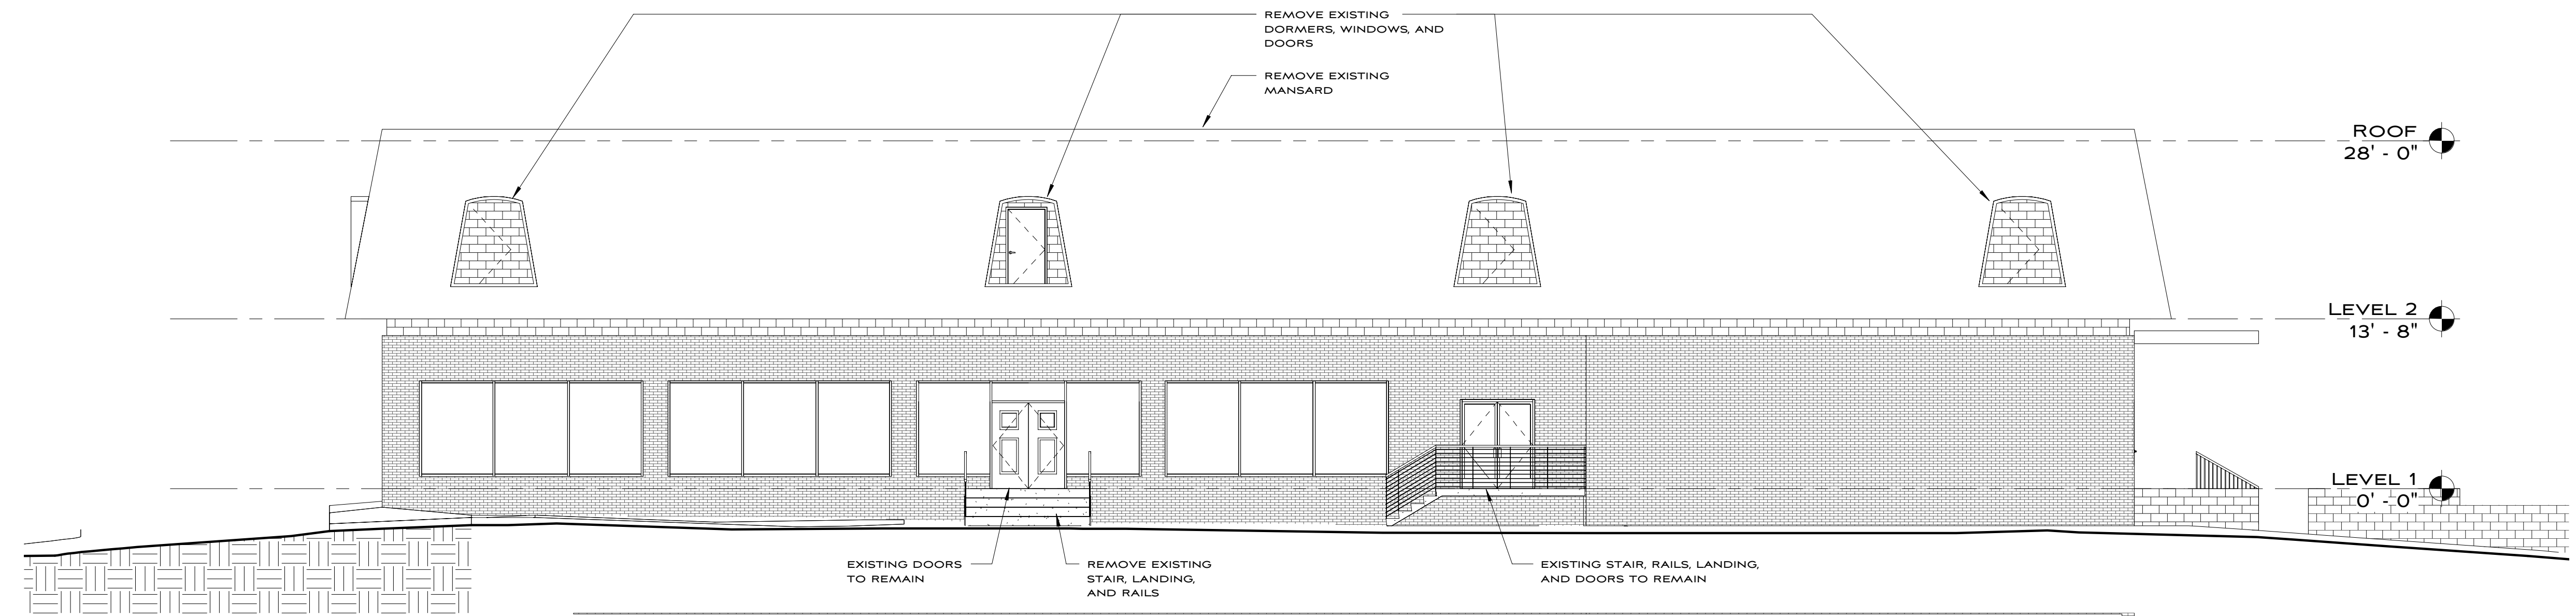 REMOVE EXISTING
DORMERS, WINDOWS, AND
DOORS
REMOVE EXISTING
MANSARD
ROOF
28' - 0"
LEVEL 2
13' - 8"
LEVEL 1
0' - 0"
EXISTING DOORS
TO REMAIN
REMOVE EXISTING
STAIR, LANDING,
AND RAILS
EXISTING STAIR, RAILS, LANDING,
AND DOORS TO REMAIN